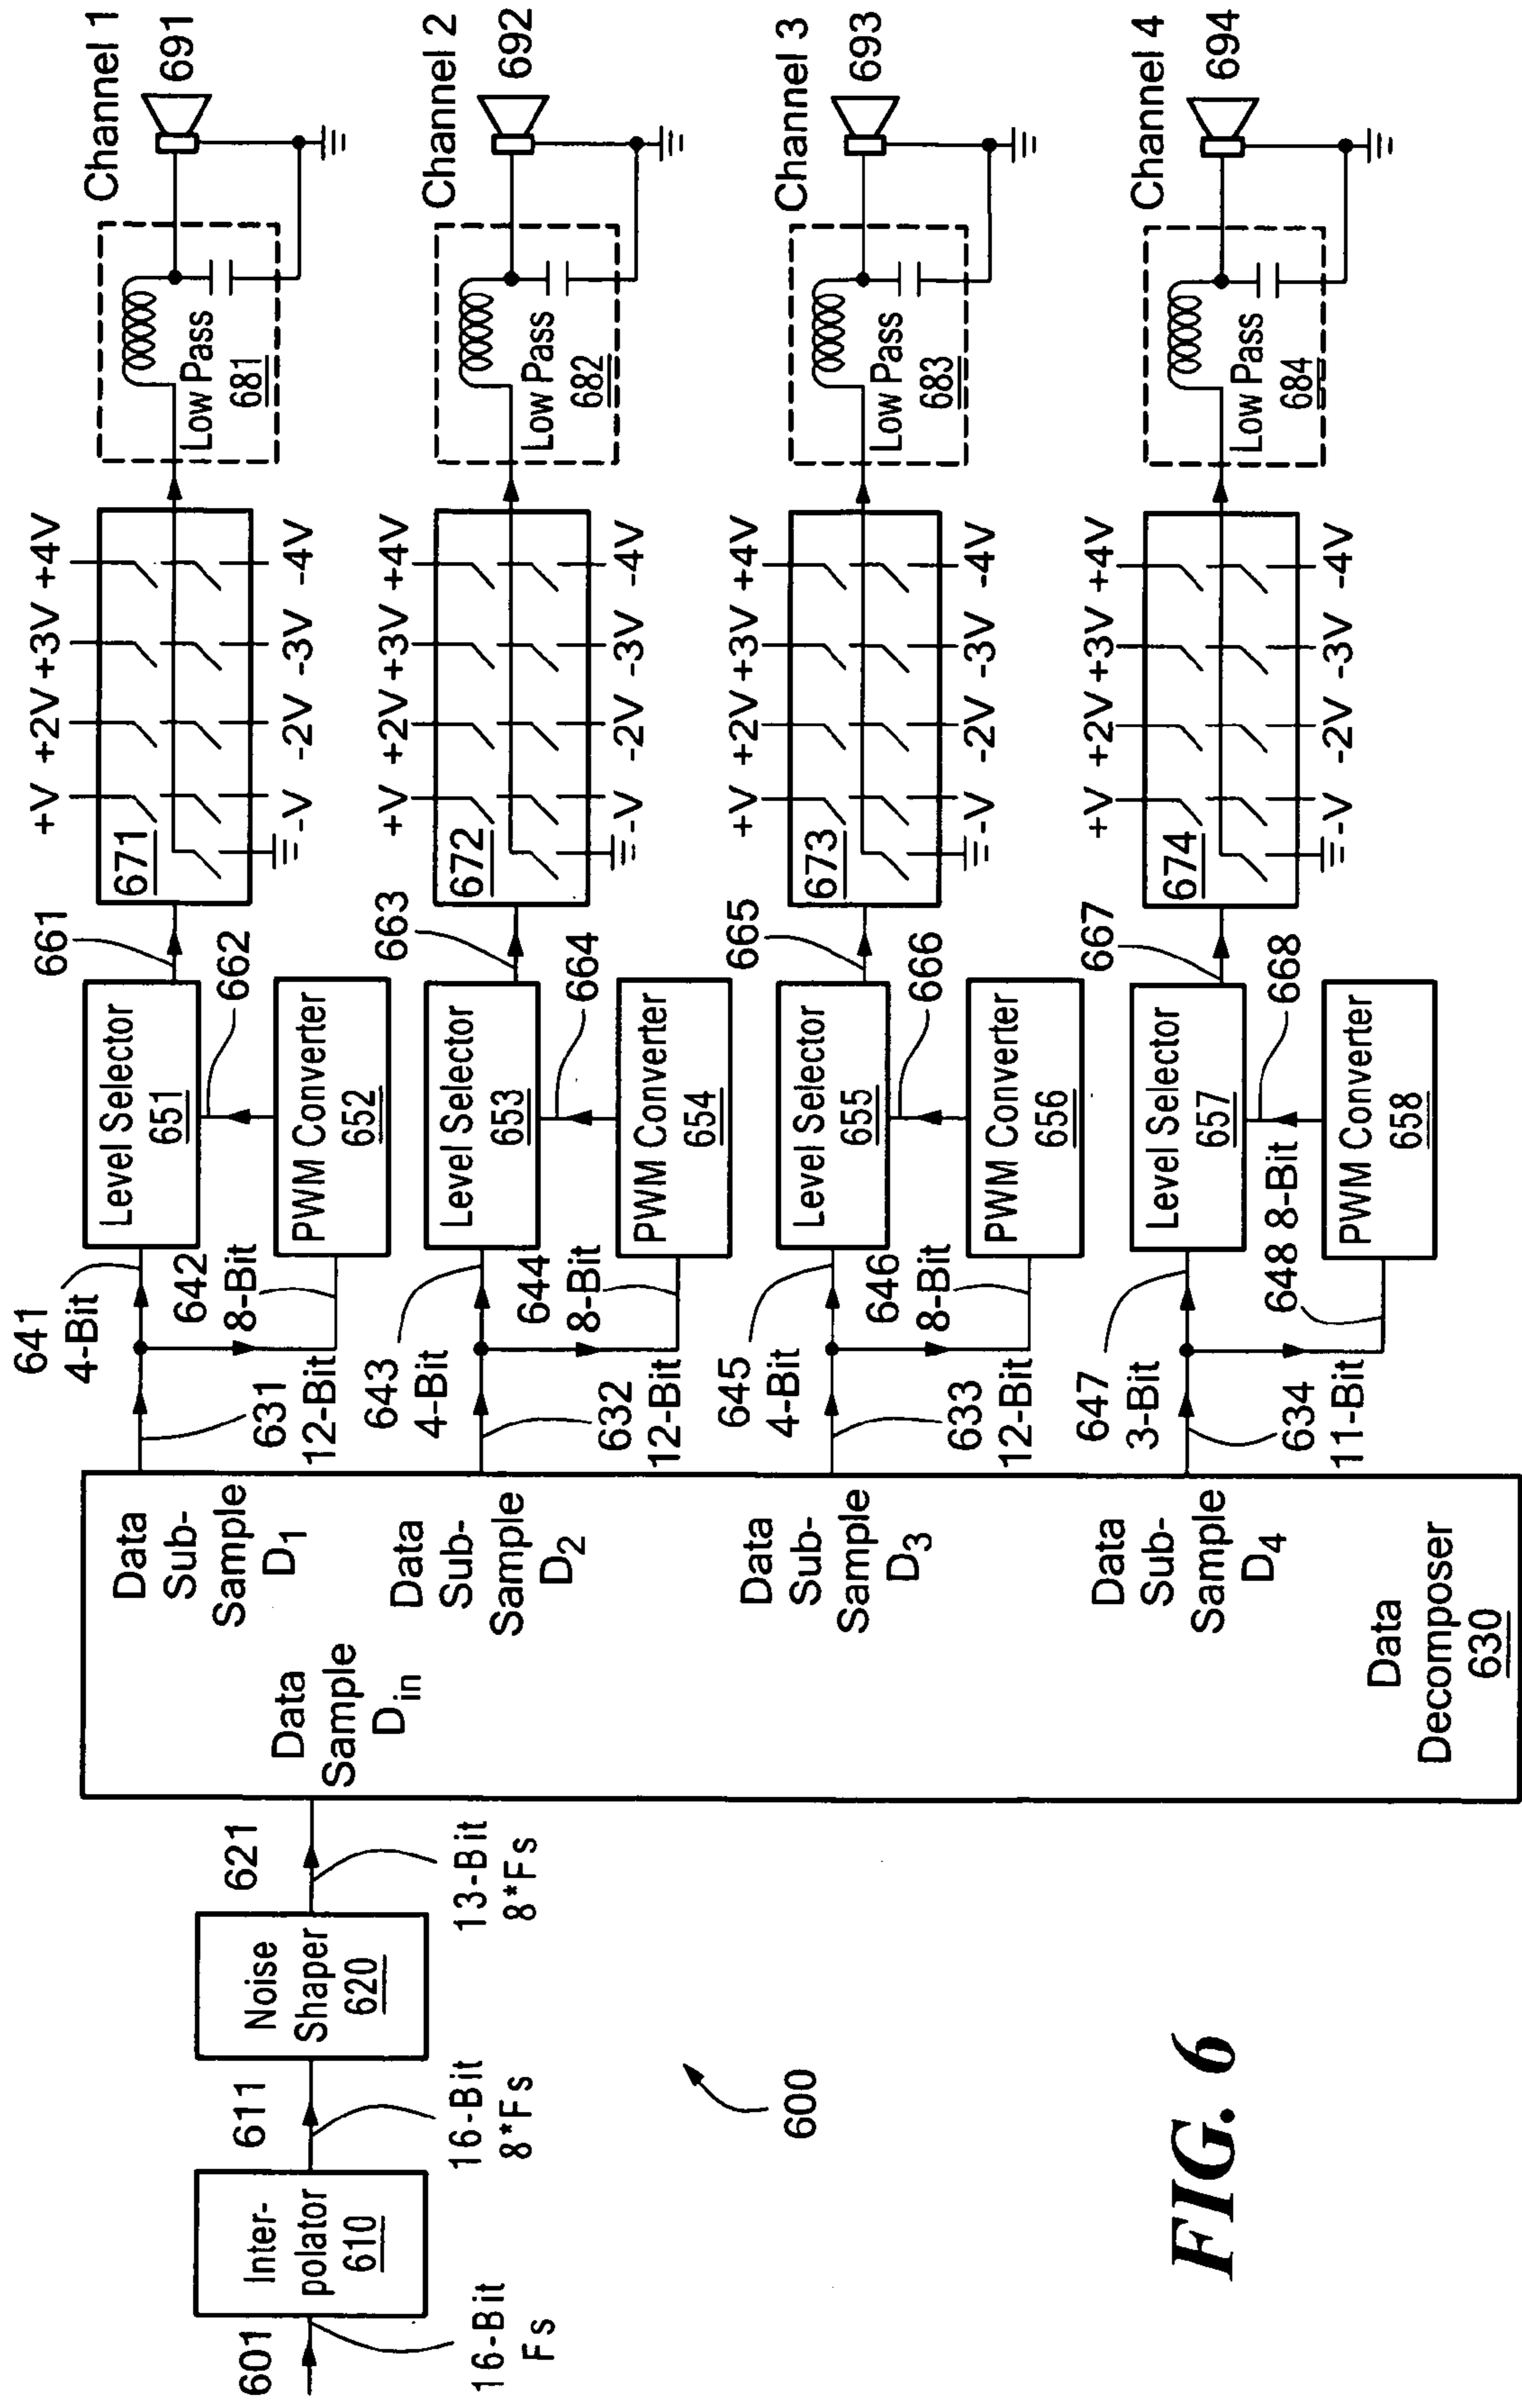 601
16-Bit
Fs
Inter-
polator
610
611
16-Bit
8*Fs
Noise
Shaper
620
621
13-Bit
8*Fs
Data
Sample
Din
Data
Decomposer
630
Data
Sub-
Sample
D1
Data
Sub-
Sample
D2
Data
Sub-
Sample
D3
Data
Sub-
Sample
D4
631
12-Bit
641
4-Bit
642
8-Bit
Level Selector
651
PWM Converter
652
661
662
671
+V +2V +3V +4V
-V -2V -3V -4V
Low Pass
681
Channel 1
691
632
12-Bit
643
4-Bit
644
8-Bit
Level Selector
653
PWM Converter
654
663
664
672
+V +2V +3V +4V
-V -2V -3V -4V
Low Pass
682
Channel 2
692
633
12-Bit
645
4-Bit
646
8-Bit
Level Selector
655
PWM Converter
656
665
666
673
+V +2V +3V +4V
-V -2V -3V -4V
Low Pass
683
Channel 3
693
634
11-Bit
647
3-Bit
648 8-Bit
Level Selector
657
PWM Converter
658
667
668
674
+V +2V +3V +4V
-V -2V -3V -4V
Low Pass
684
Channel 4
694
600
FIG. 6